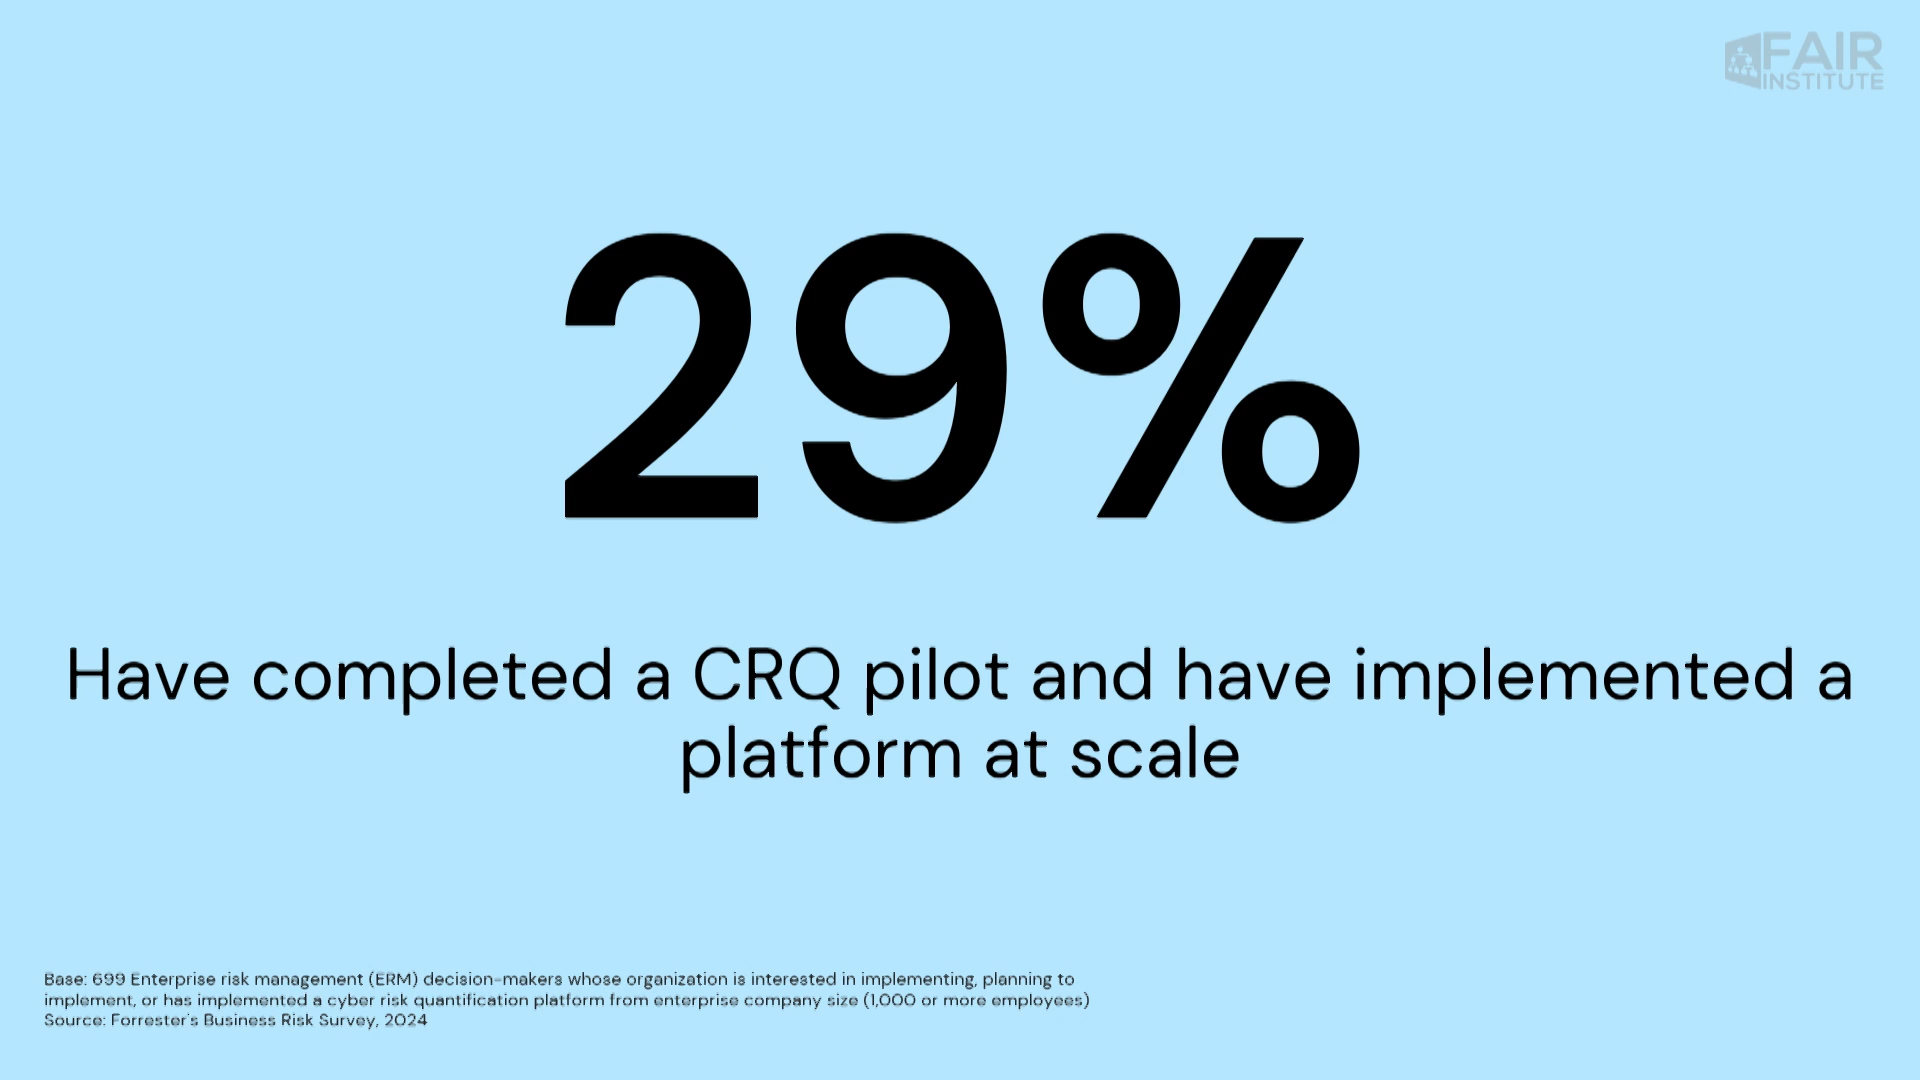 FAIR
INSTITUTE
29%
Have completed a CRQ pilot and have implemented a
platform at scale
Base: 699 Enterprise risk management (ERM) decision-makers whose organization is interested in implementing, planning to
implement, or has implemented a cyber risk quantification platform from enterprise company size (1,000 or more employees)
Source: Forrester's Business Risk Survey, 2024